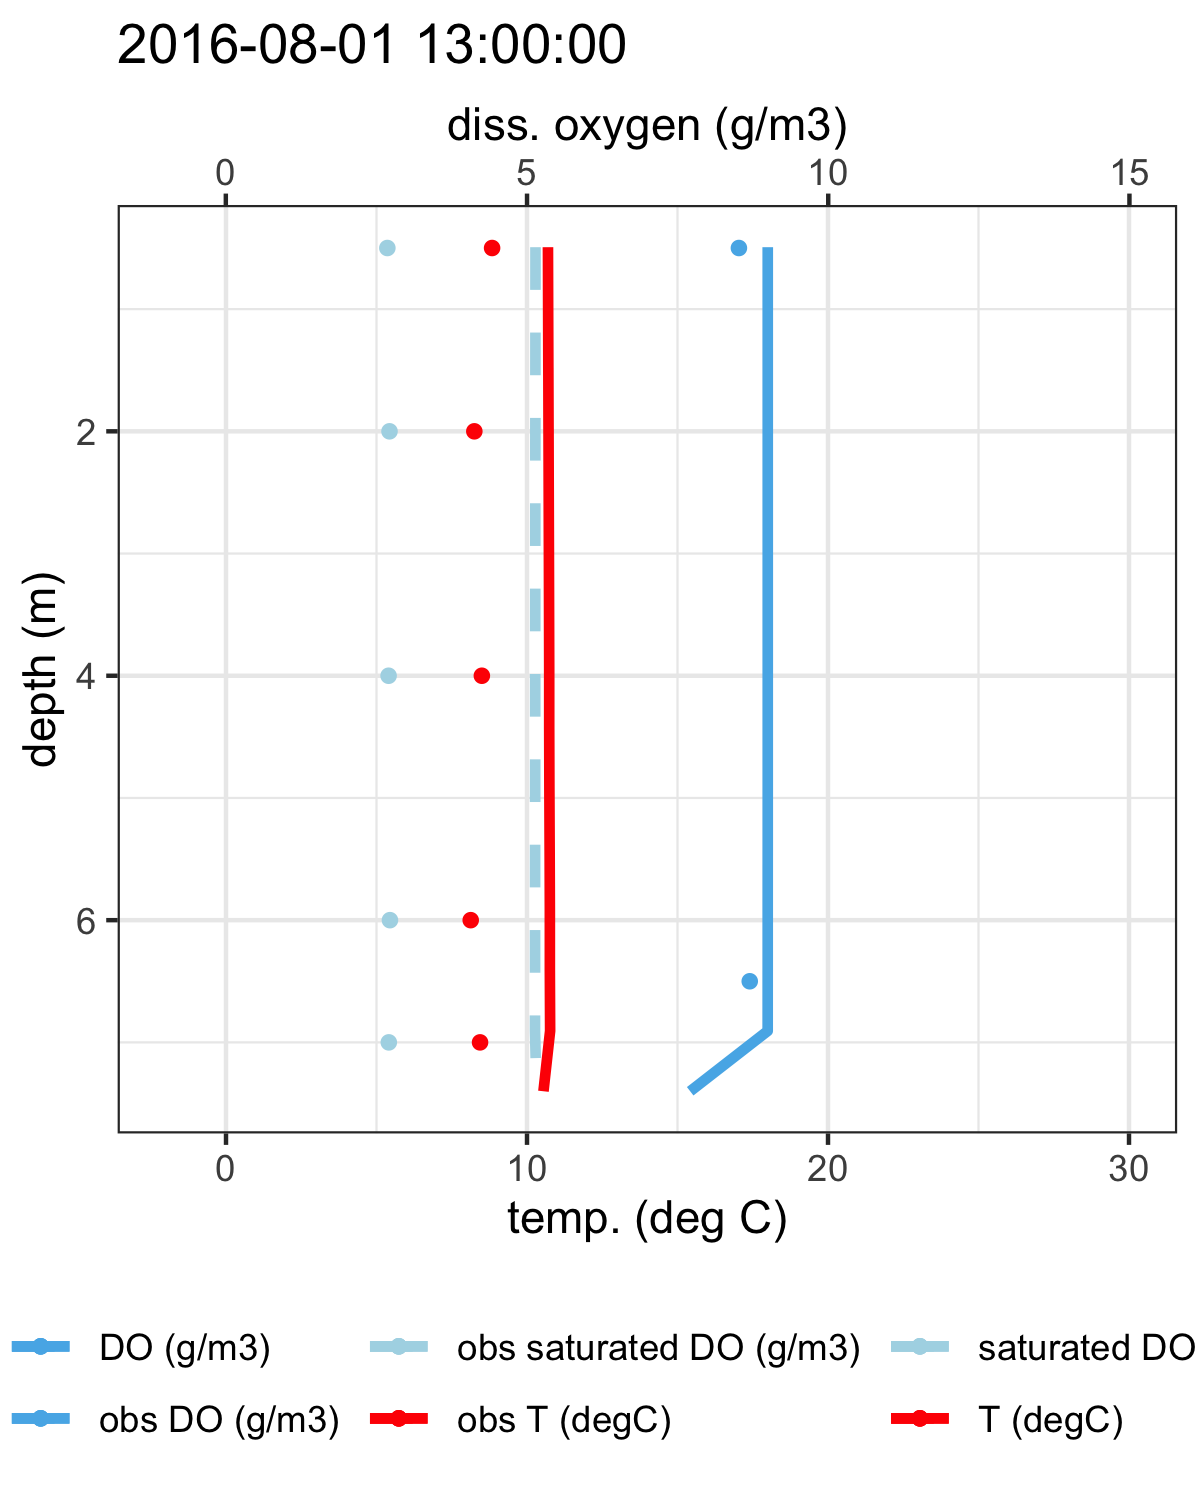 2016-08-01 13:00:00
diss. oxygen (g/m3)
0 5 10 15
depth (m)
2
4
6
0 10 20 30
temp. (deg C)
DO (g/m3) obs saturated DO (g/m3) saturated DO
obs DO (g/m3) obs T (degC) T (degC)